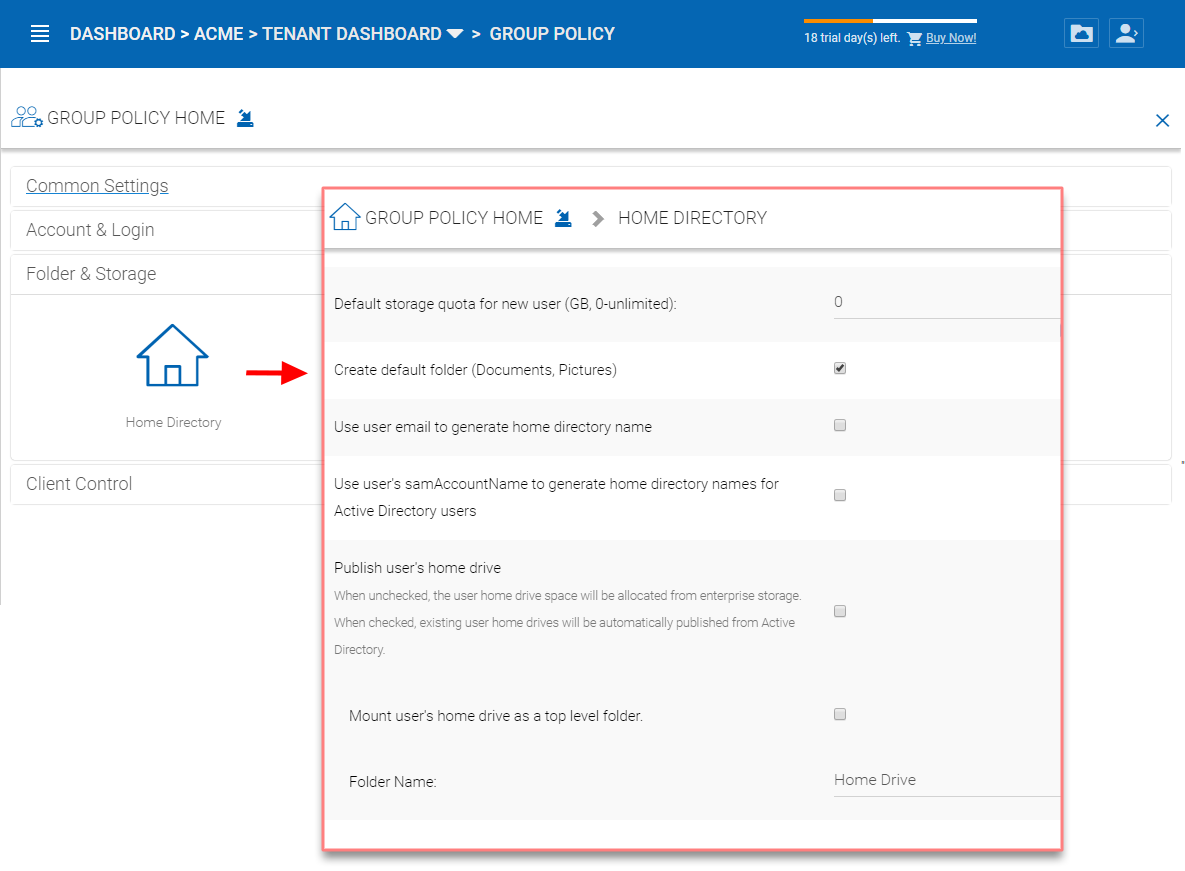 DASHBOARD > ACME > TENANT DASHBOARD > GROUP POLICY
18 trial day(s) left. Buy Now!
GROUP POLICY HOME
Common Settings
Account & Login
Folder & Storage
Home Directory
Client Control
GROUP POLICY HOME HOME DIRECTORY
Default storage quota for new user (GB, 0-unlimited): 0
Create default folder (Documents, Pictures)
Use user email to generate home directory name
Use user's samAccountName to generate home directory names for
Active Directory users
Publish user's home drive
When unchecked, the user home drive space will be allocated from enterprise storage.
When checked, existing user home drives will be automatically published from Active
Directory.
Mount user's home drive as a top level folder.
Folder Name: Home Drive